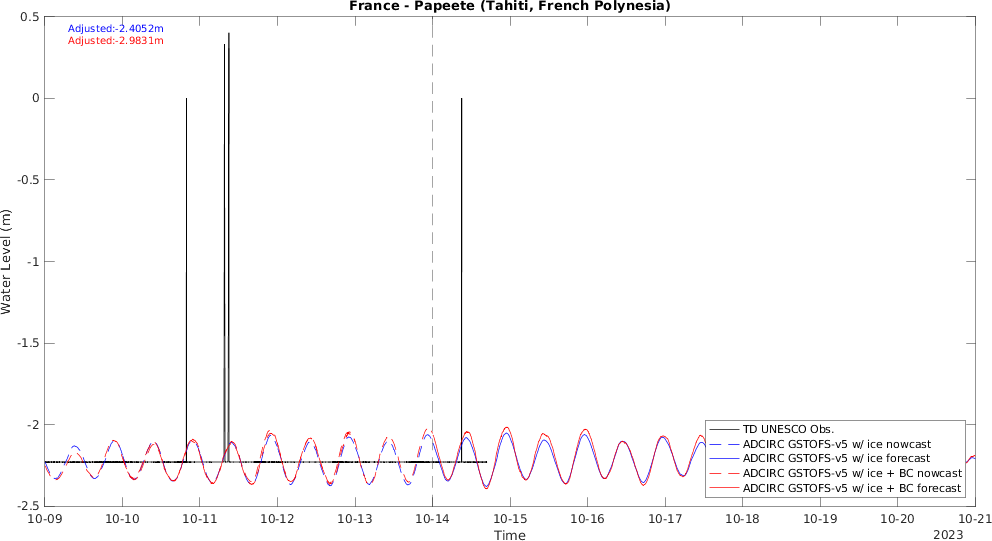 France - Papeete (Tahiti, French Polynesia)
Adjusted:-2.4052m
Adjusted:-2.9831m
0.5
0
-0.5
-1
-1.5
-2
-2.5
Water Level (m)
TD UNESCO Obs.
ADCIRC GSTOFS-v5 w/ ice nowcast
ADCIRC GSTOFS-v5 w/ ice forecast
ADCIRC GSTOFS-v5 w/ ice + BC nowcast
ADCIRC GSTOFS-v5 w/ ice + BC forecast
10-09 10-10 10-11 10-12 10-13 10-14 10-15 10-16 10-17 10-18 10-19 10-20 10-21
Time
2023